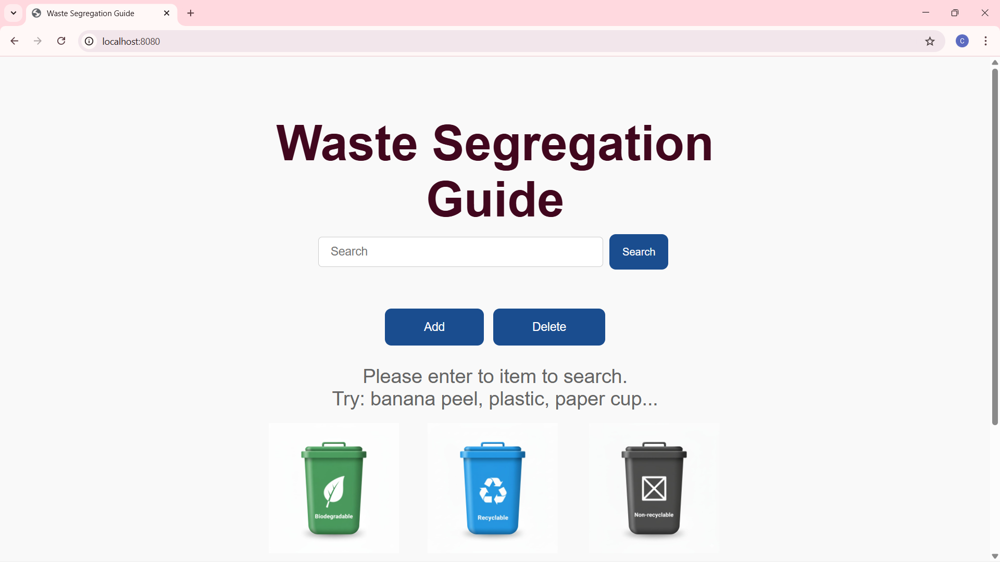 Waste Segregation Guide
localhost:8080
C
Waste Segregation
Guide
Search
Search
Add
Delete
Please enter to item to search.
Try: banana peel, plastic, paper cup...
Biodegradable
Recyclable
Non-recyclable